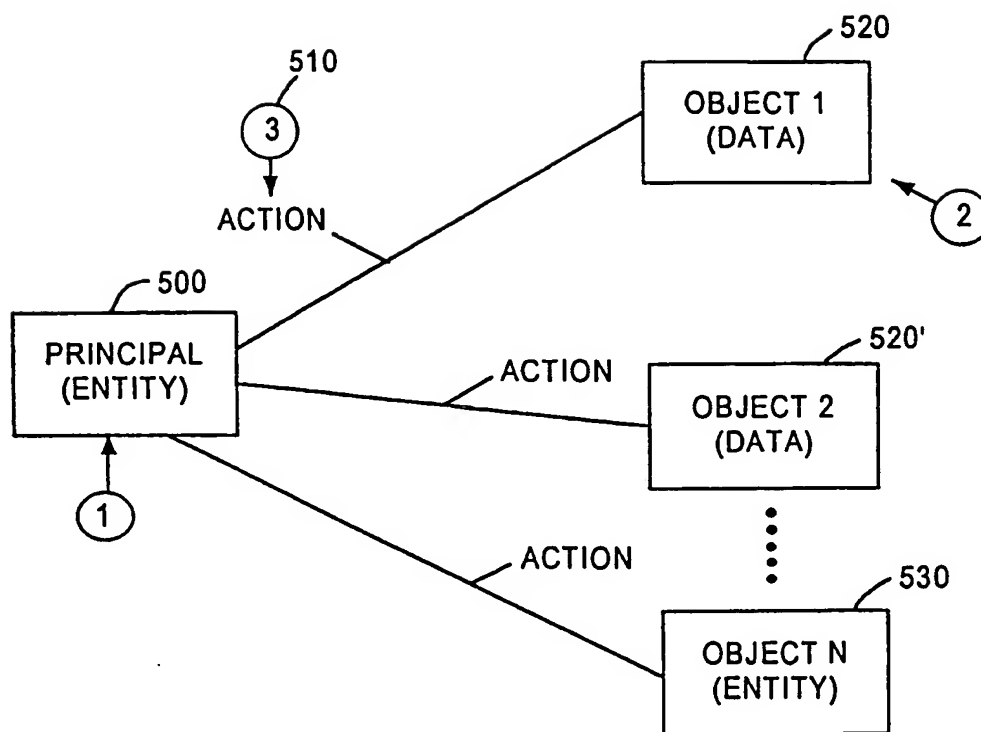 520
OBJECT 1
(DATA)
510
3
ACTION
2
500
PRINCIPAL
(ENTITY)
1
ACTION
520'
OBJECT 2
(DATA)
ACTION
530
OBJECT N
(ENTITY)